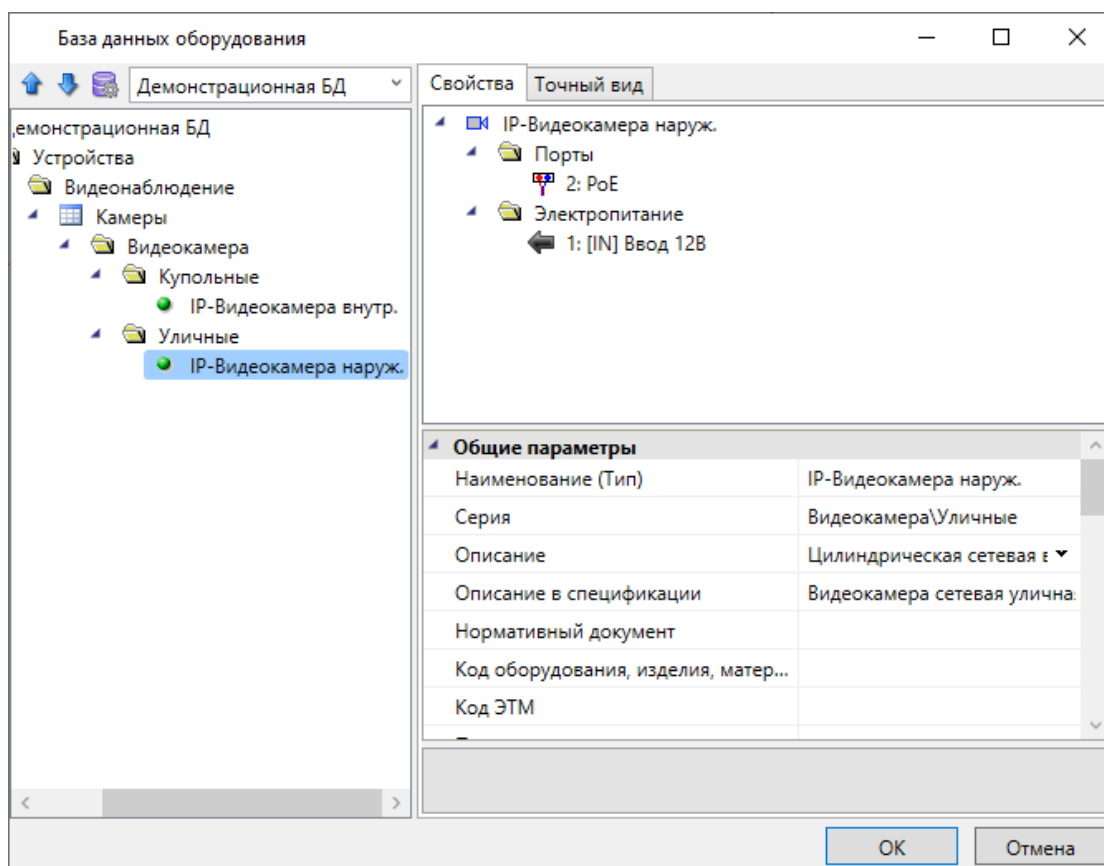 База данных оборудования
Демонстрационная БД
Свойства
Точный вид
емонстрационная БД
Устройства
Видеонаблюдение
Камеры
Видеокамера
Купольные
IP-Видеокамера внутр.
Уличные
IP-Видеокамера наруж.
IP-Видеокамера наруж.
Порты
2: PoE
Электропитание
1: [IN] Ввод 12В
Общие параметры
Наименование (Тип) IP-Видеокамера наруж.
Серия Видеокамера\Уличные
Описание Цилиндрическая сетевая
Описание в спецификации Видеокамера сетевая улична
Нормативный документ
Код оборудования, изделия, матер...
Код ЭТМ
OK
Отмена